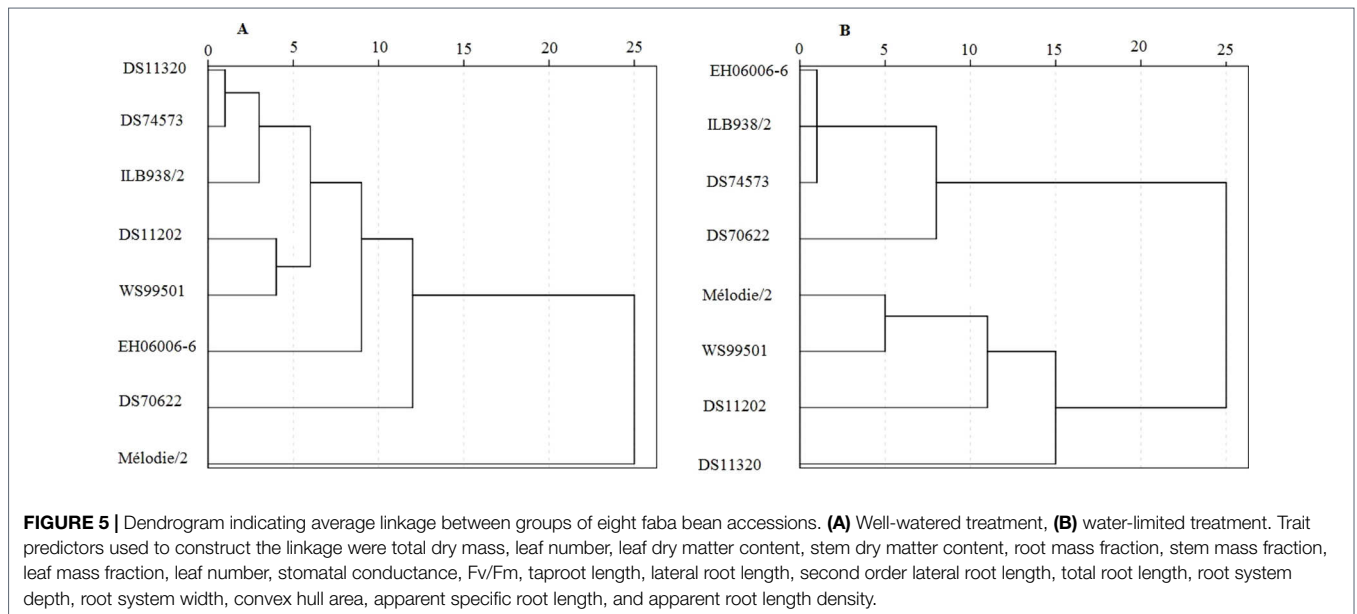 A
0 5 10 15 20 25
DS11320
DS74573
ILB938/2
DS11202
WS99501
EH06006-6
DS70622
Mélodie/2
B
0 5 10 15 20 25
EH06006-6
ILB938/2
DS74573
DS70622
Mélodie/2
WS99501
DS11202
DS11320
FIGURE 5 | Dendrogram indicating average linkage between groups of eight faba bean accessions. (A) Well-watered treatment, (B) water-limited treatment. Trait
predictors used to construct the linkage were total dry mass, leaf number, leaf dry matter content, stem dry matter content, root mass fraction, stem mass fraction,
leaf mass fraction, leaf number, stomatal conductance, Fv/Fm, taproot length, lateral root length, second order lateral root length, total root length, root system
depth, root system width, convex hull area, apparent specific root length, and apparent root length density.